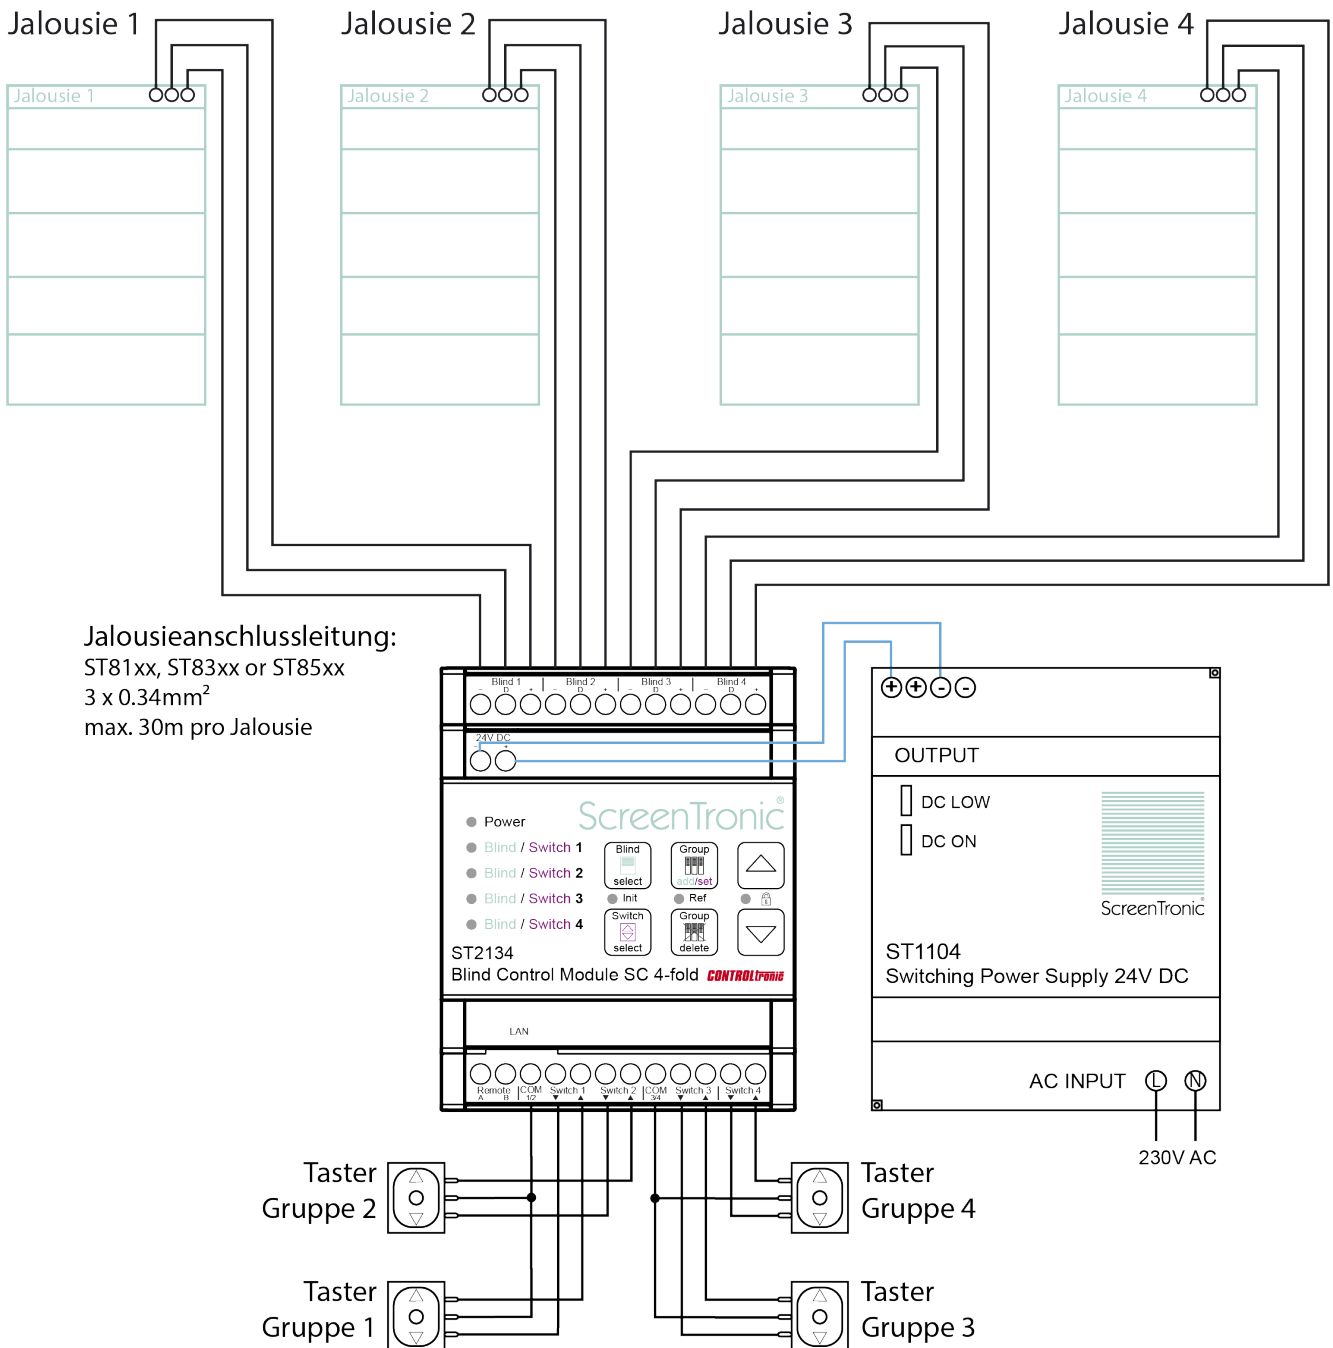 Jalousie 1
Jalousie 2
Jalousie 3
Jalousie 4
Jalousie 1
Jalousie 2
Jalousie 3
Jalousie 4
Jalousieanschlussleitung:
ST81xx, ST83xx or ST85xx
3 x 0.34mm²
max. 30m pro Jalousie
Blind 1 | Blind 2 | Blind 3 | Blind 4
- D + - D + - D + - D +
24V DC
- +
ScreenTronic®
Power
Blind / Switch 1
Blind / Switch 2
Blind / Switch 3
Blind / Switch 4
Blind
select
Group
add/set
Init
Ref
Switch
select
Group
delete
ST2134
Blind Control Module SC 4-fold CONTROLtronic
LAN
Remote |COM Switch 1 Switch 2 |COM Switch 3 Switch 4
A B 1/2 ▼ ▲ ▼ ▲ 3/4 ▼ ▲ ▼ ▲
+ + - -
OUTPUT
DC LOW
DC ON
ScreenTronic
ST1104
Switching Power Supply 24V DC
AC INPUT L N
230V AC
Taster
Gruppe 2
Taster
Gruppe 4
Taster
Gruppe 1
Taster
Gruppe 3